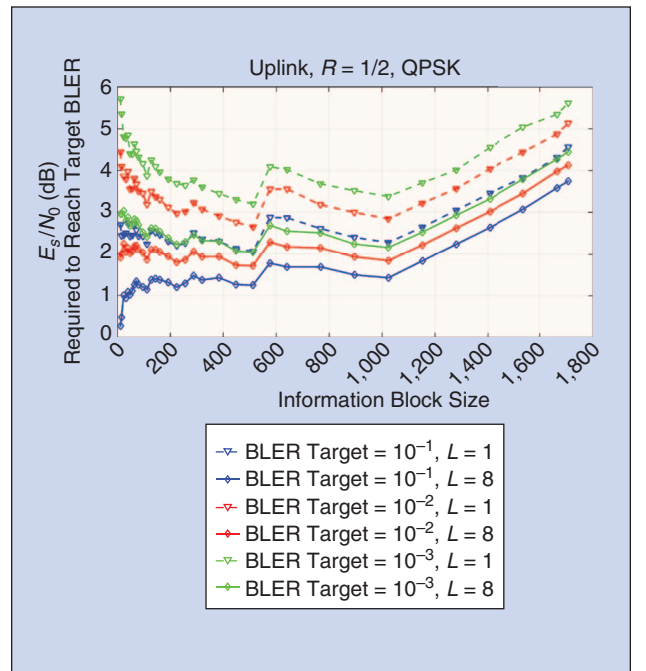 Uplink, R = 1/2, QPSK
Es/N0 (dB)
Required to Reach Target BLER
6
5
4
3
2
1
0
0
200
400
600
800
1,000
1,200
1,400
1,600
1,800
Information Block Size
BLER Target = 10⁻¹, L = 1
BLER Target = 10⁻¹, L = 8
BLER Target = 10⁻², L = 1
BLER Target = 10⁻², L = 8
BLER Target = 10⁻³, L = 1
BLER Target = 10⁻³, L = 8